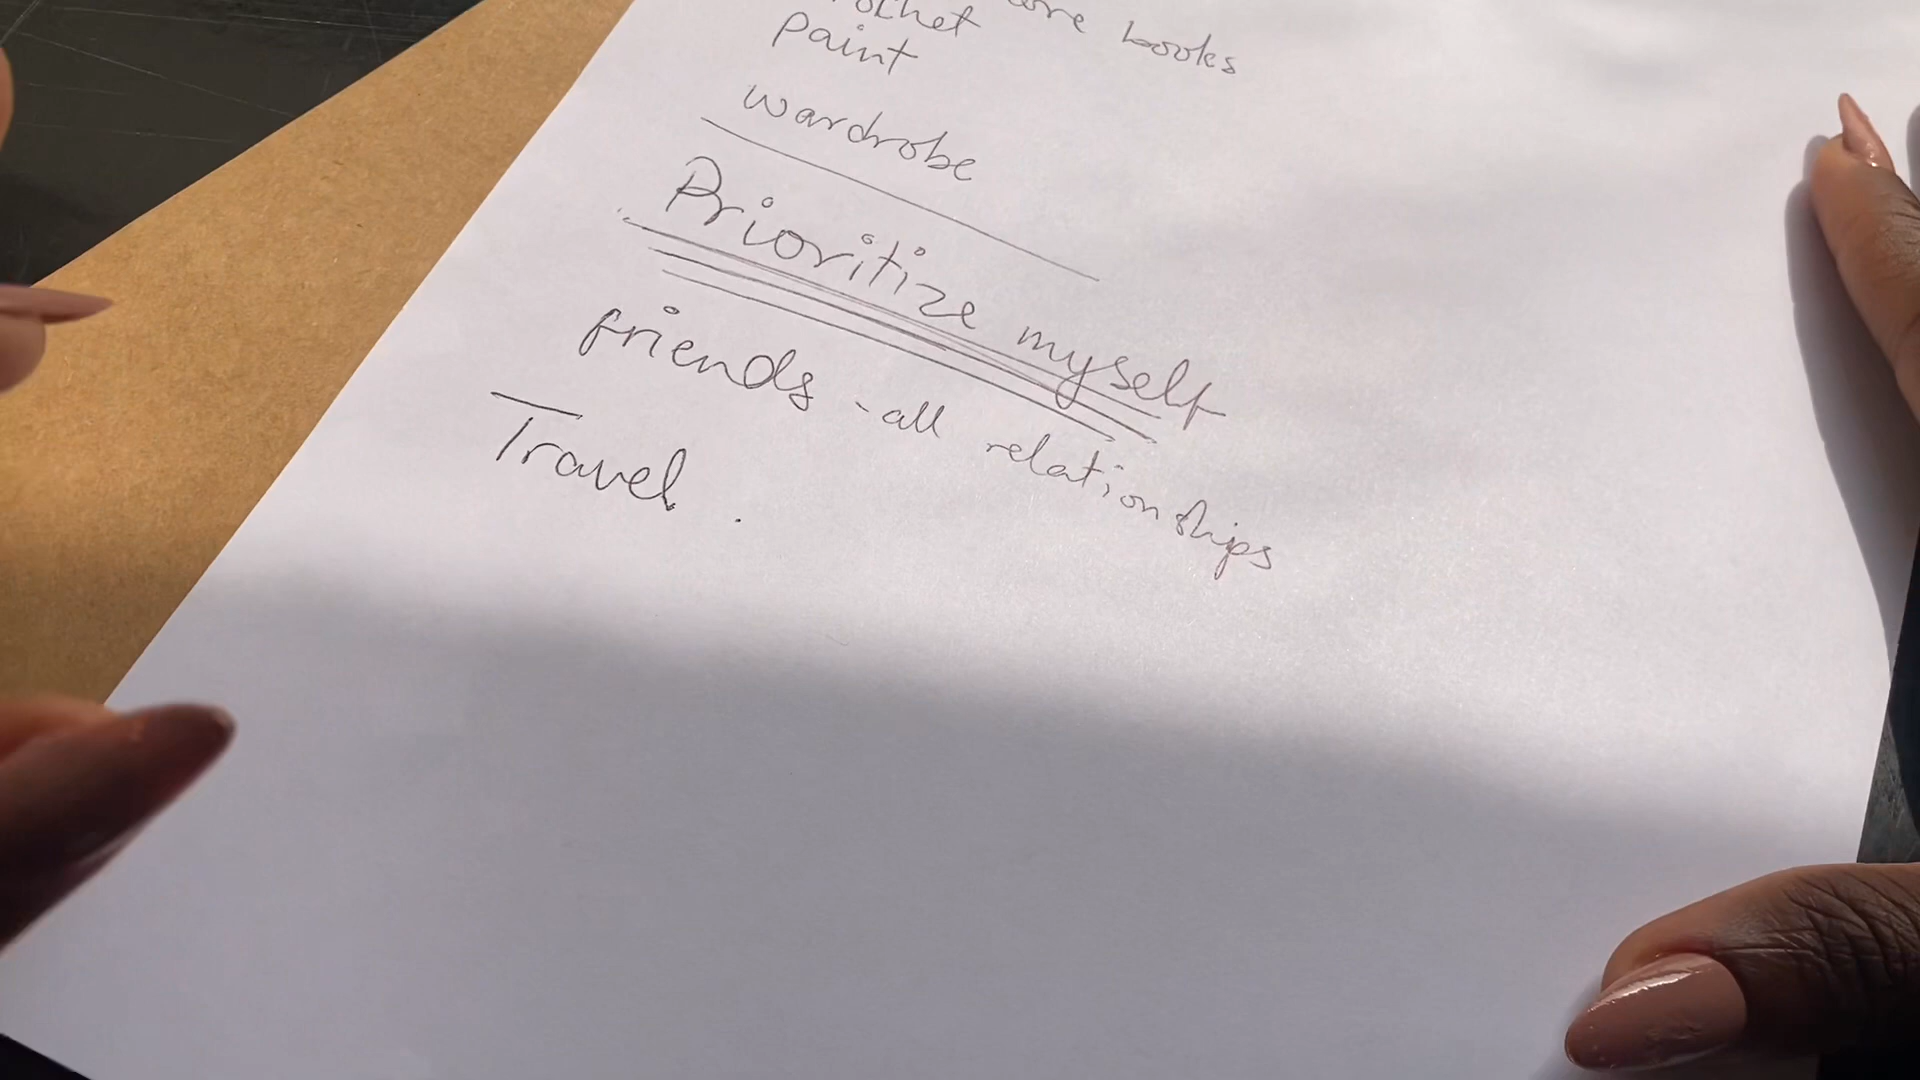 books
paint
wardrobe
Prioritize myself
friends - all relationships
Travel.